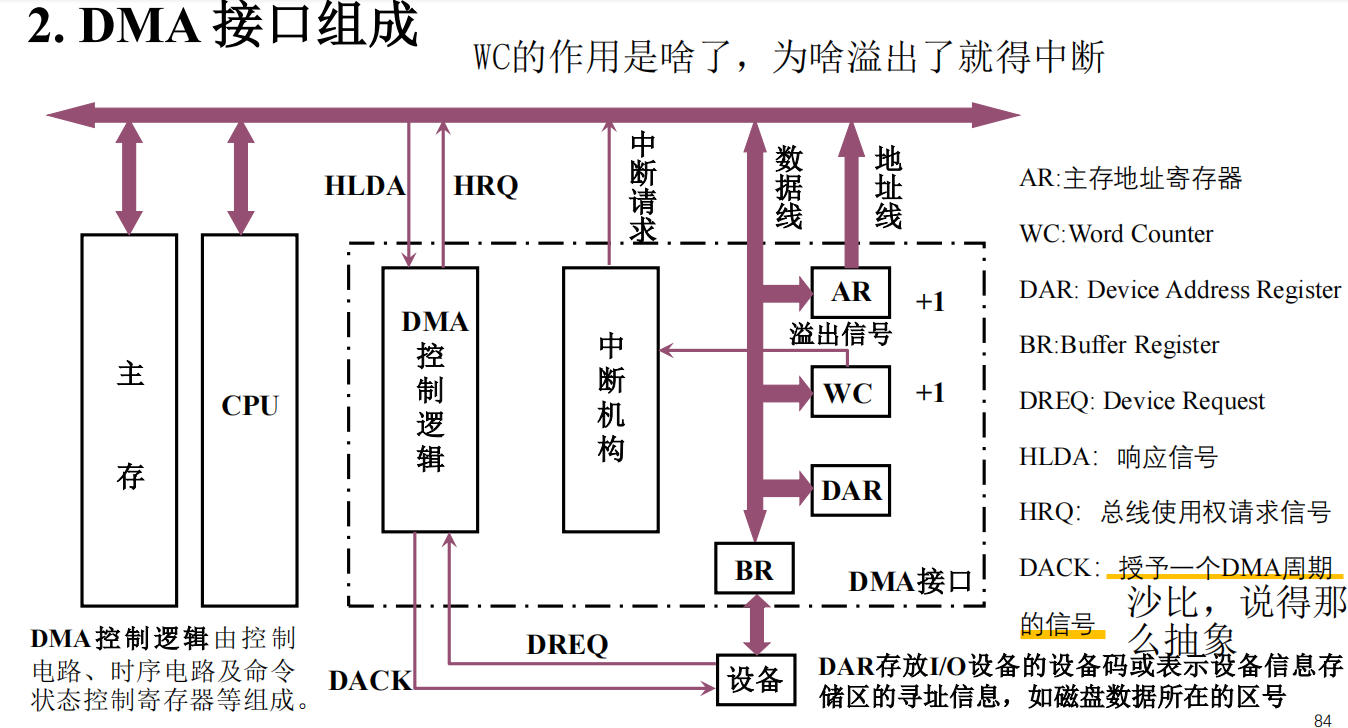 2. DMA 接口组成
WC的作用是啥了，为啥溢出了就得中断
HLDA
HRQ
中断请求
数据线
地址线
主存
CPU
DMA控制逻辑
中断机构
AR
+1
溢出信号
WC
+1
DAR
BR
DMA接口
DREQ
DACK
设备
AR:主存地址寄存器
WC:Word Counter
DAR: Device Address Register
BR:Buffer Register
DREQ: Device Request
HLDA： 响应信号
HRQ： 总线使用权请求信号
DACK：授予一个DMA周期
的信号
沙比，说得那
么抽象
DMA控制逻辑由控制
电路、时序电路及命令
状态控制寄存器等组成。
DAR存放I/O设备的设备码或表示设备信息存
储区的寻址信息，如磁盘数据所在的区号
84